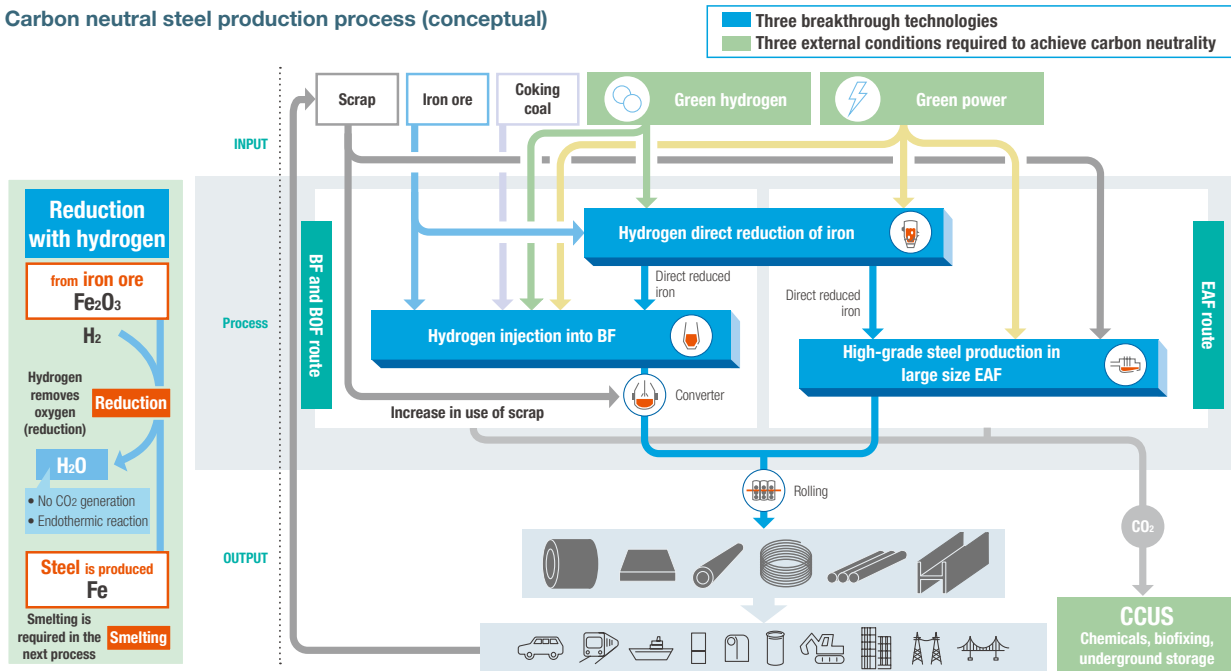 Carbon neutral steel production process (conceptual)
Three breakthrough technologies
Three external conditions required to achieve carbon neutrality
Scrap
Iron ore
Coking
coal
Green hydrogen
Green power
INPUT
Reduction
with hydrogen
from iron ore
Fe₂O₃
H₂
Hydrogen
removes
oxygen
(reduction)
Reduction
H₂O
• No CO₂ generation
• Endothermic reaction
Steel is produced
Fe
Smelting is
required in the
next process
Smelting
Process
BF and BOF route
Hydrogen direct reduction of iron
Direct reduced
iron
Direct reduced
iron
Hydrogen injection into BF
High-grade steel production in
large size EAF
EAF route
Converter
Increase in use of scrap
Rolling
CO₂
OUTPUT
CCUS
Chemicals, biofixing,
underground storage